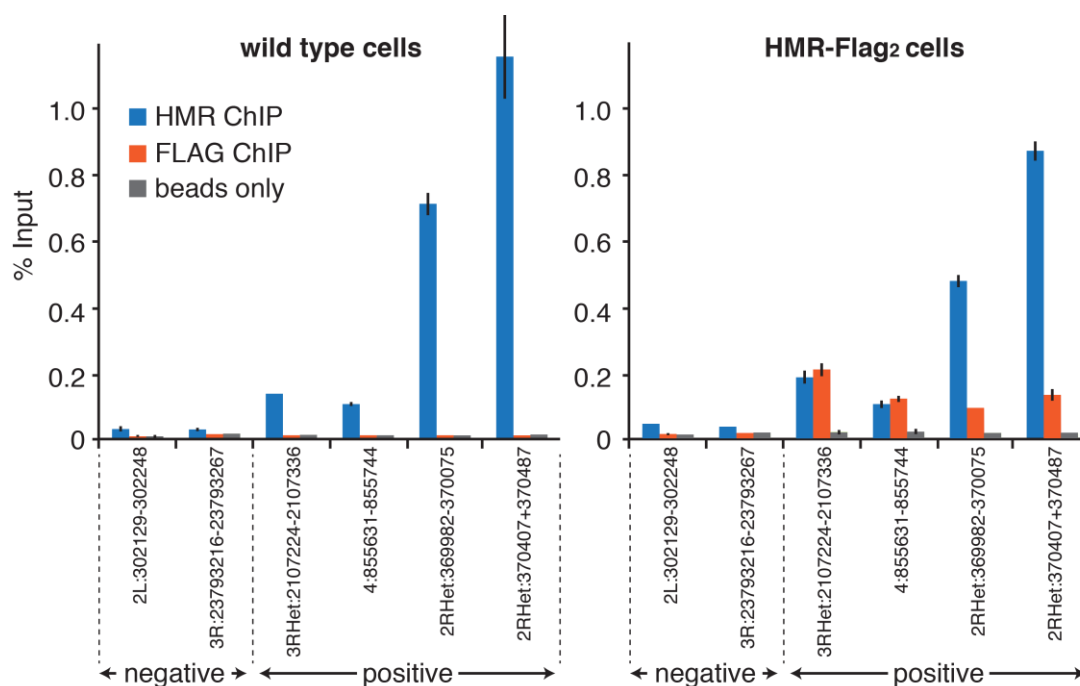 wild type cells
HMR ChIP
FLAG ChIP
beads only
% Input
1.0
0.8
0.6
0.4
0.2
0
2L:302129-302248
3R:23793216-23793267
3RHet:2107224-2107336
4:855631-855744
2RHet:369982-370075
2RHet:370407+370487
negative
positive
HMR-Flag2 cells
1.0
0.8
0.6
0.4
0.2
0
2L:302129-302248
3R:23793216-23793267
3RHet:2107224-2107336
4:855631-855744
2RHet:369982-370075
2RHet:370407+370487
negative
positive